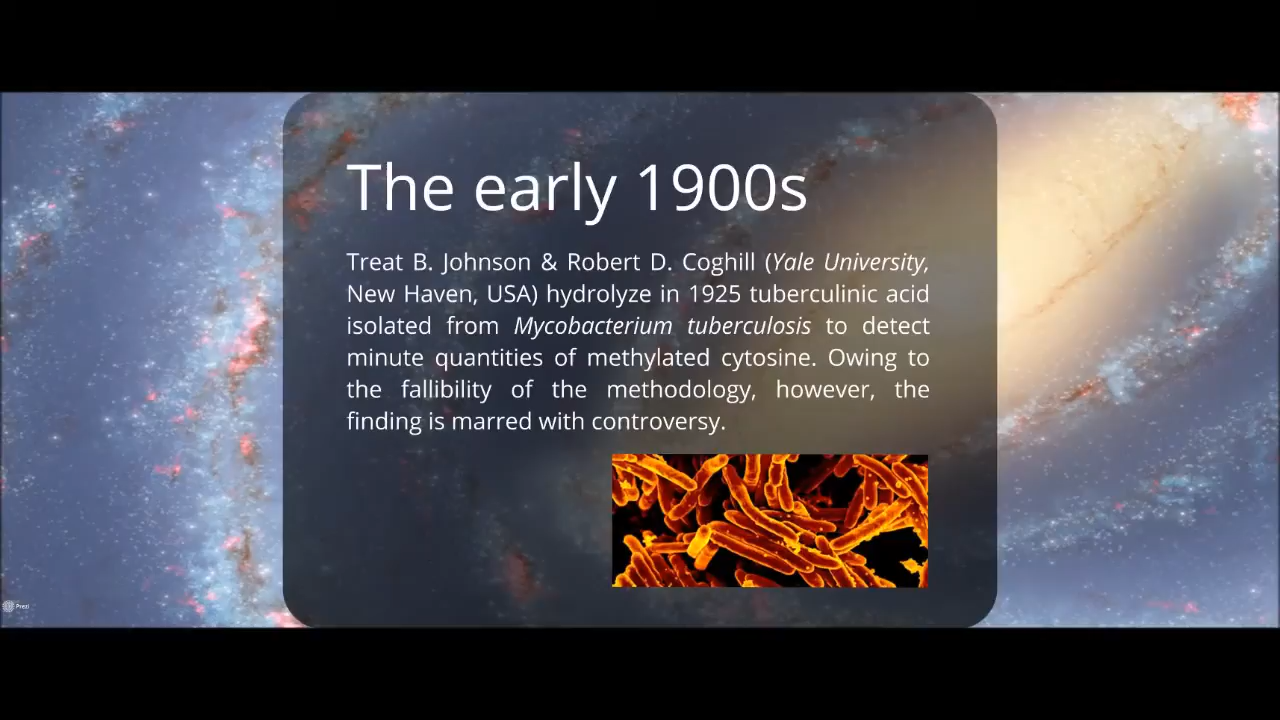 The early 1900s
Treat B. Johnson & Robert D. Coghill (Yale University,
New Haven, USA) hydrolyze in 1925 tuberculinic acid
isolated from Mycobacterium tuberculosis to detect
minute quantities of methylated cytosine. Owing to
the fallibility of the methodology, however, the
finding is marred with controversy.
Prezi